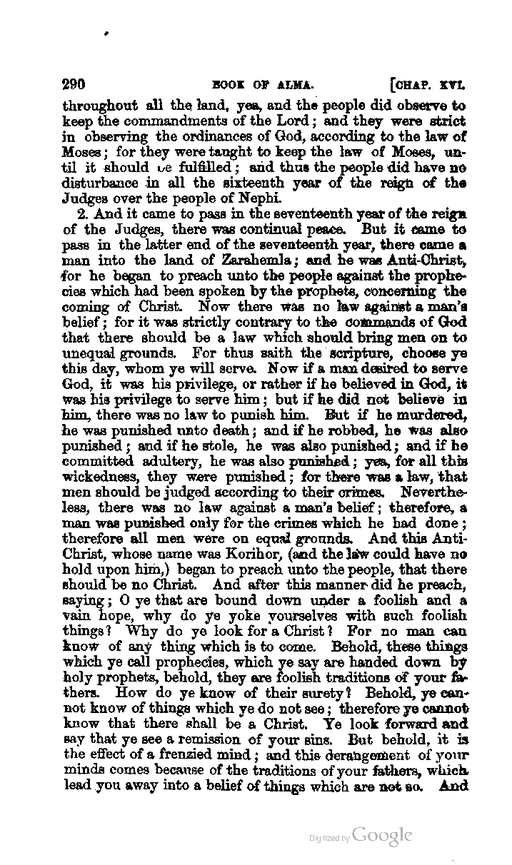 290 BOOK OF ALMA. [CHAP. XVI.
throughout all the land, yea, and the people did observe to
keep the commandments of the Lord; and they were strict
in observing the ordinances of God, according to the law of
Moses; for they were taught to keep the law of Moses, un-
til it should be fulfilled; and thus the people did have no
disturbance in all the sixteenth year of the reign of the
Judges over the people of Nephi.
2. And it came to pass in the seventeenth year of the reign
of the Judges, there was continual peace. But it came to
pass in the latter end of the seventeenth year, there came a
man into the land of Zarahemla; and he was Anti-Christ,
for he began to preach unto the people against the prophe-
cies which had been spoken by the prophets, concerning the
coming of Christ. Now there was no law against a man's
belief; for it was strictly contrary to the commands of God
that there should be a law which should bring men on to
unequal grounds. For thus saith the scripture, choose ye
this day, whom ye will serve. Now if a man desired to serve
God, it was his privilege, or rather if he believed in God, it
was his privilege to serve him; but if he did not believe in
him, there was no law to punish him. But if he murdered,
he was punished unto death; and if he robbed, he was also
punished; and if he stole, he was also punished; and if he
committed adultery, he was also punished; yea, for all this
wickedness, they were punished; for there was a law, that
men should be judged according to their crimes. Neverthe-
less, there was no law against a man's belief; therefore, a
man was punished only for the crimes which he had done;
therefore all men were on equal grounds. And this Anti-
Christ, whose name was Korihor, (and the law could have no
hold upon him,) began to preach unto the people, that there
should be no Christ. And after this manner did he preach,
saying; O ye that are bound down under a foolish and a
vain hope, why do ye yoke yourselves with such foolish
things? Why do ye look for a Christ? For no man can
know of any thing which is to come. Behold, these things
which ye call prophecies, which ye say are handed down by
holy prophets, behold, they are foolish traditions of your fa-
thers. How do ye know of their surety? Behold, ye can-
not know of things which ye do not see; therefore ye cannot
know that there shall be a Christ. Ye look forward and
say that ye see a remission of your sins. But behold, it is
the effect of a frenzied mind; and this derangement of your
minds comes because of the traditions of your fathers, which
lead you away into a belief of things which are not so. And
Digitized by Google